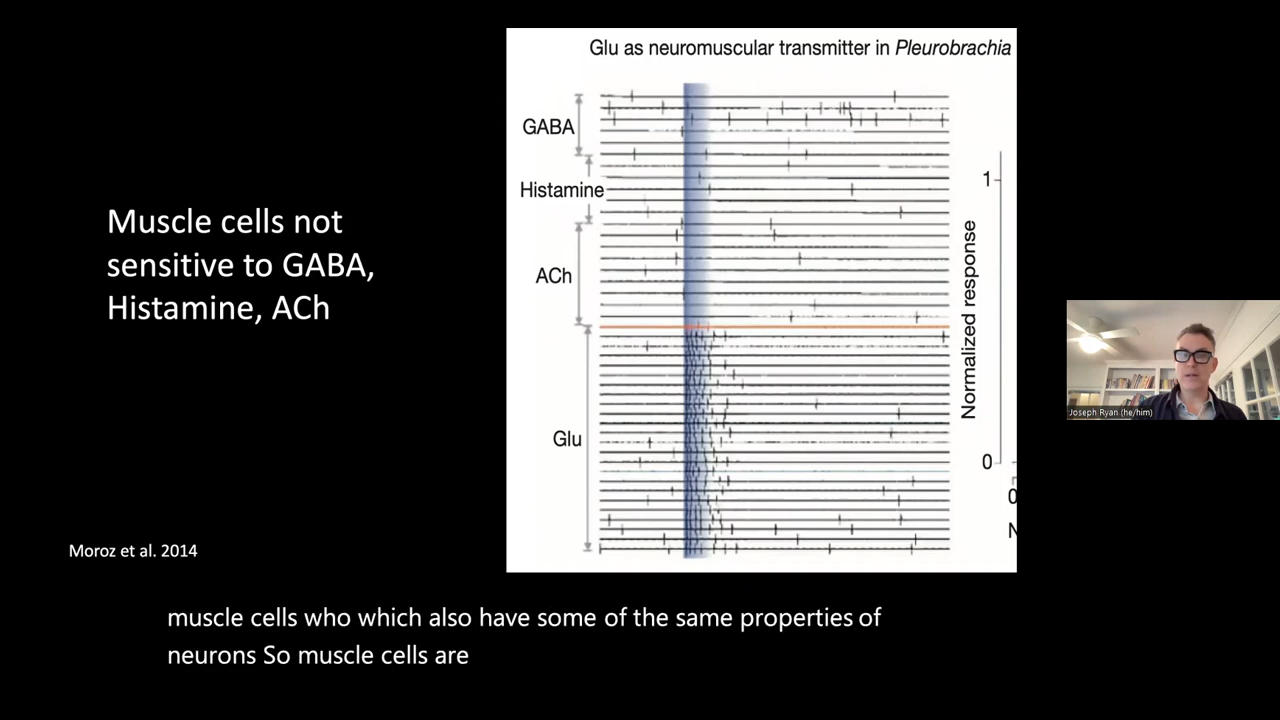 Glu as neuromuscular transmitter in Pleurobrachia
GABA
Histamine
ACh
Glu
Normalized response
1
0
0
N
Muscle cells not
sensitive to GABA,
Histamine, ACh
Moroz et al. 2014
Joseph Ryan (he/him)
muscle cells who which also have some of the same properties of
neurons So muscle cells are